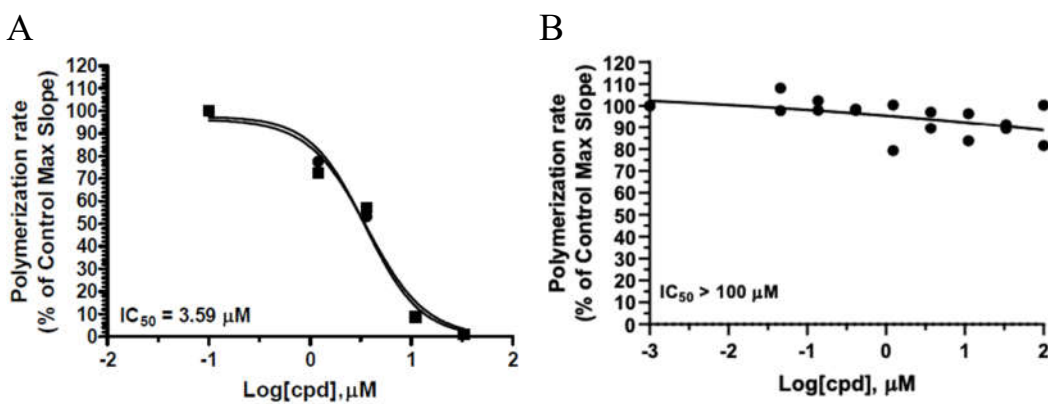 A
Polymerization rate
(% of Control Max Slope)
120
110
100
90
80
70
60
50
40
30
20
10
0
IC50 = 3.59 μM
-2 -1 0 1 2
Log[cpd], μM
B
Polymerization rate
(% of Control Max Slope)
120
110
100
90
80
70
60
50
40
30
20
10
0
IC50 > 100 μM
-3 -2 -1 0 1 2
Log[cpd], μM